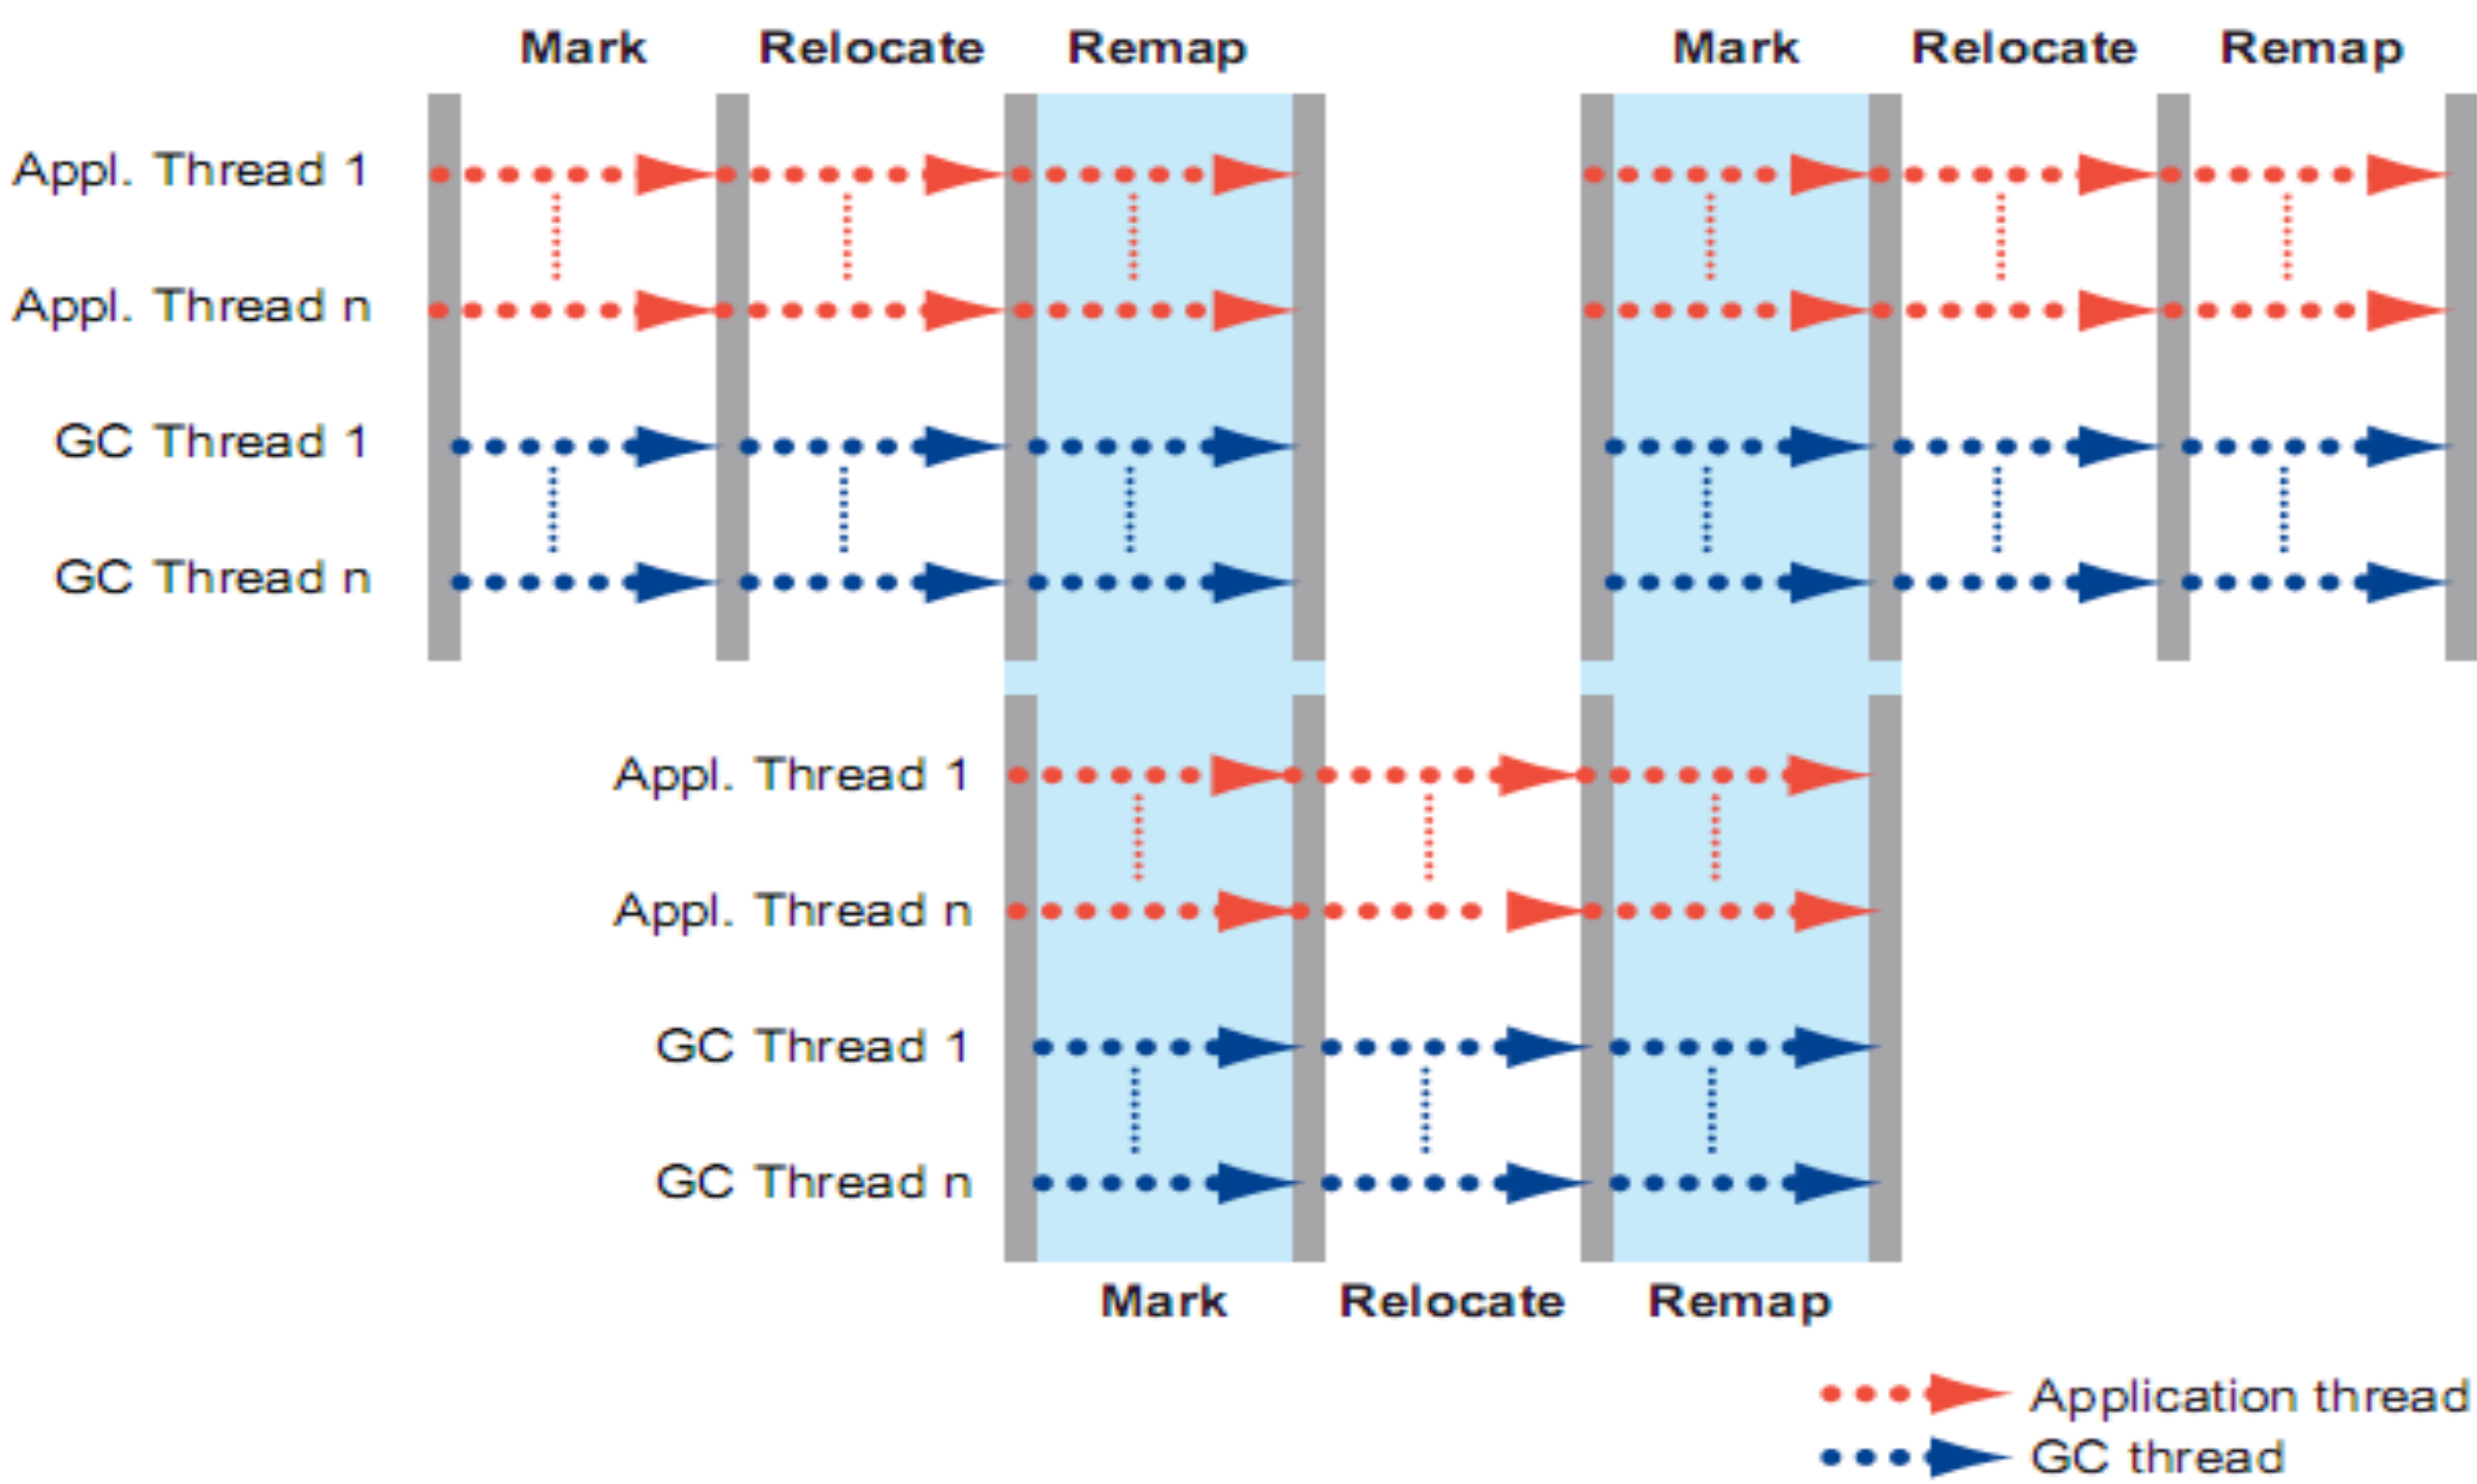 Mark Relocate Remap Mark Relocate Remap
Appl. Thread 1
Appl. Thread n
GC Thread 1
GC Thread n
Appl. Thread 1
Appl. Thread n
GC Thread 1
GC Thread n
Mark Relocate Remap
Application thread
GC thread